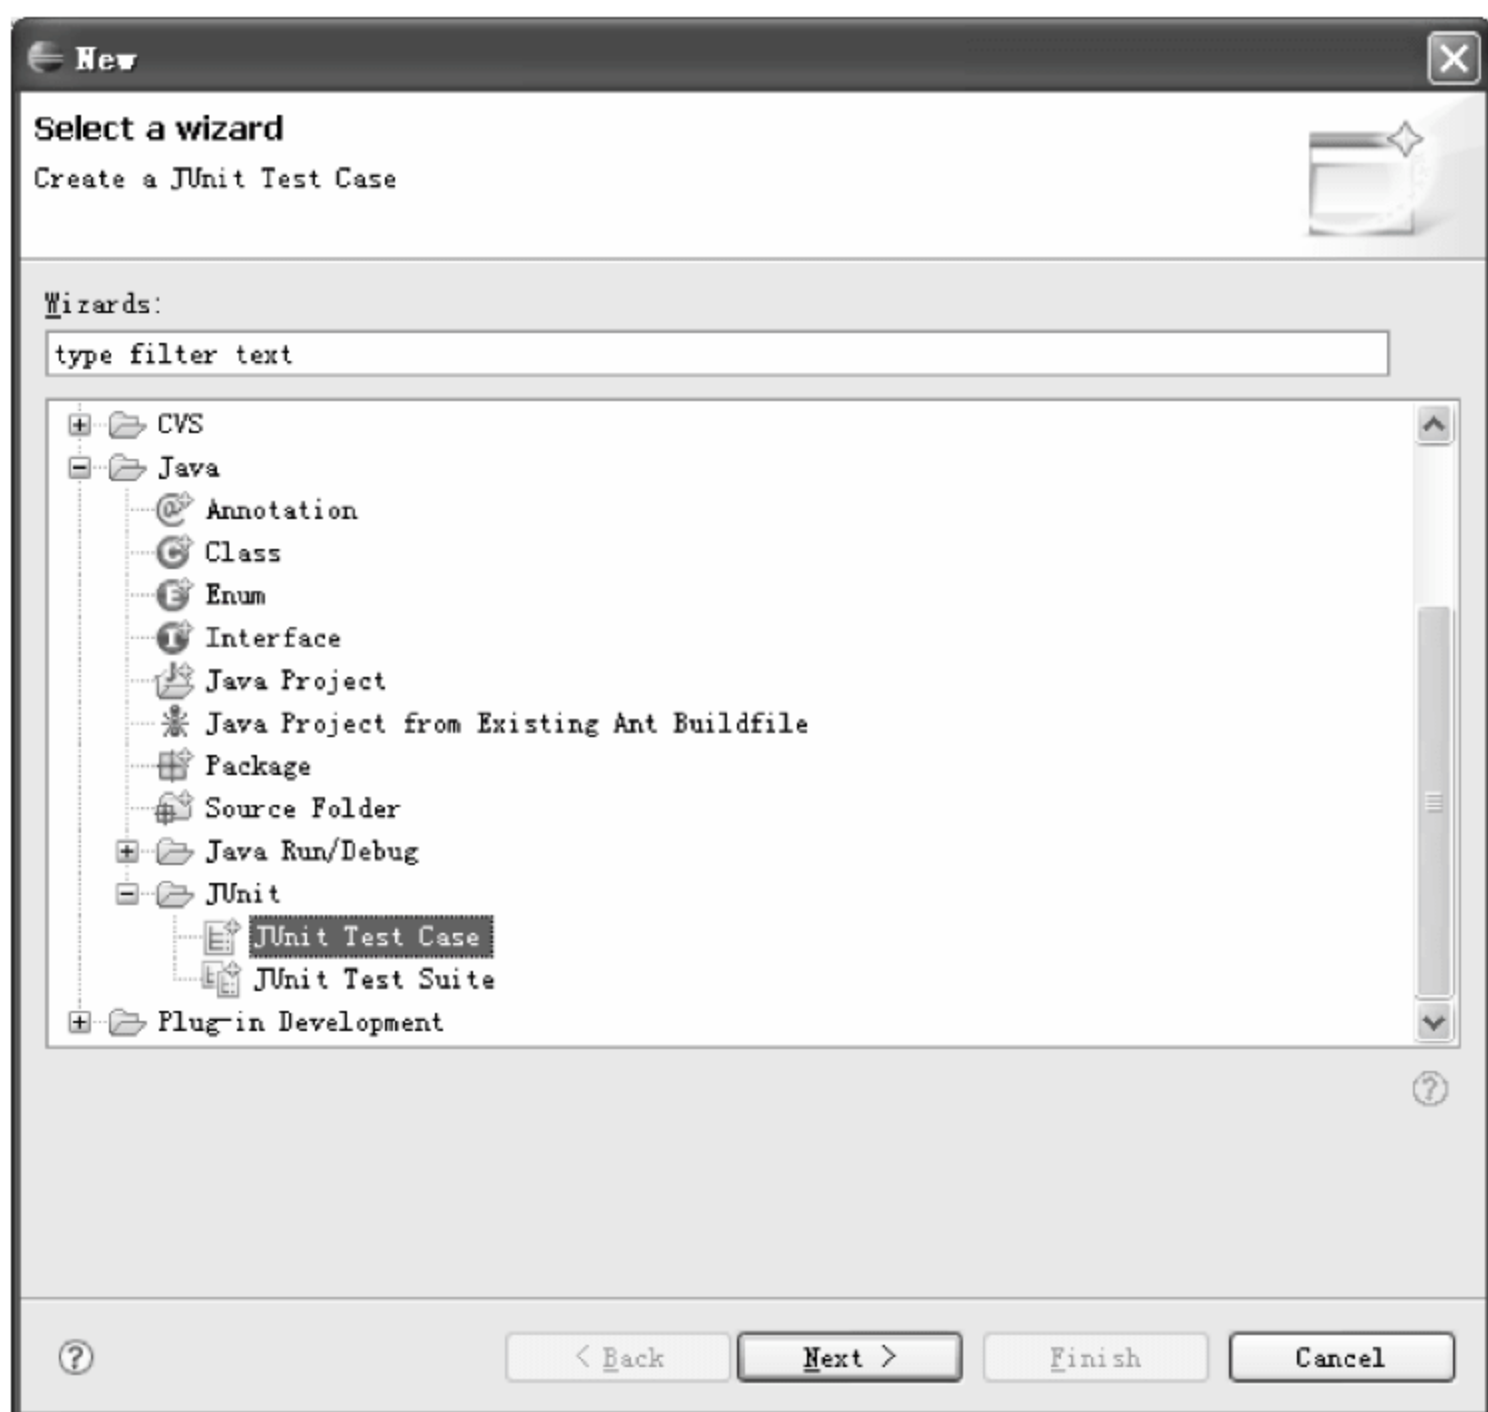 New
Select a wizard
Create a JUnit Test Case
Wizards:
type filter text
CVS
Java
Annotation
Class
Enum
Interface
Java Project
Java Project from Existing Ant Buildfile
Package
Source Folder
Java Run/Debug
JUnit
JUnit Test Case
JUnit Test Suite
Plug-in Development
< Back Next > Finish Cancel